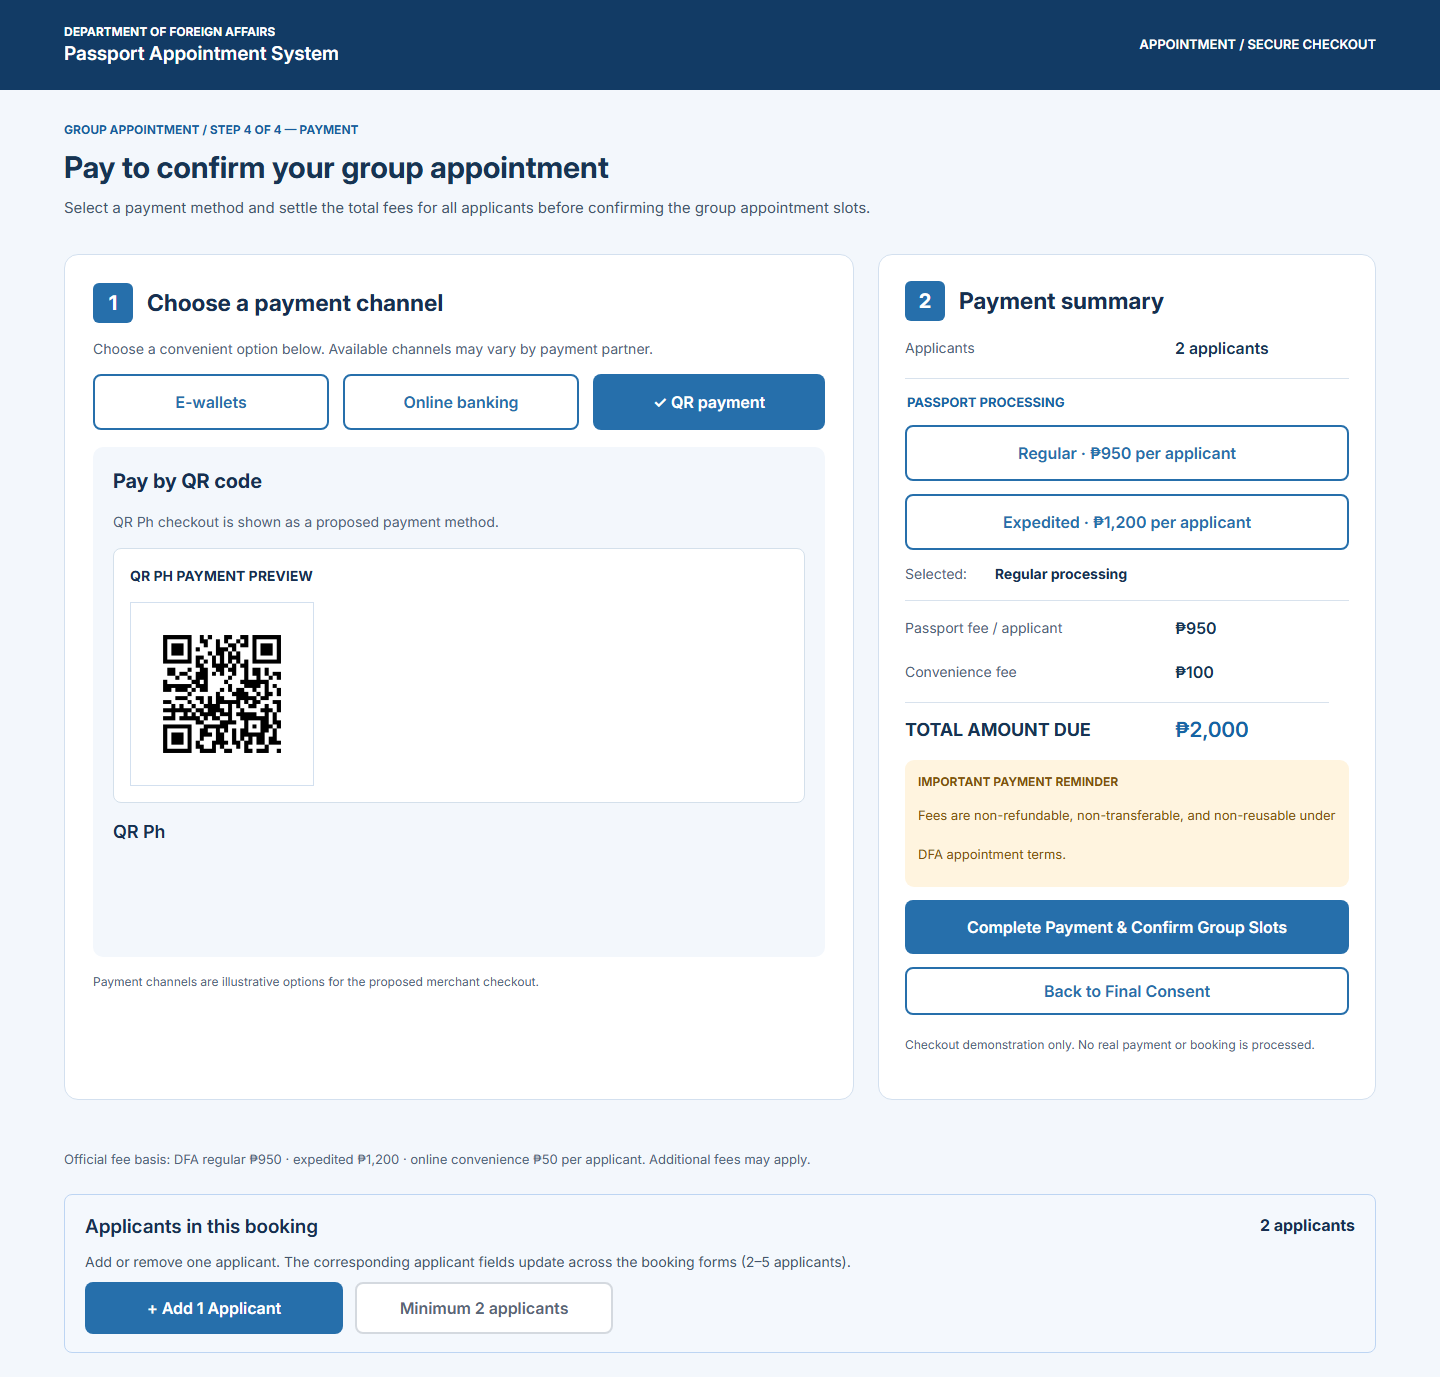 DEPARTMENT OF FOREIGN AFFAIRS
Passport Appointment System
APPOINTMENT / SECURE CHECKOUT
GROUP APPOINTMENT / STEP 4 OF 4 — PAYMENT
Pay to confirm your group appointment
Select a payment method and settle the total fees for all applicants before confirming the group appointment slots.
1 Choose a payment channel
Choose a convenient option below. Available channels may vary by payment partner.
E-wallets
Online banking
✓ QR payment
Pay by QR code
QR Ph checkout is shown as a proposed payment method.
QR PH PAYMENT PREVIEW
QR Ph
Payment channels are illustrative options for the proposed merchant checkout.
2 Payment summary
Applicants 2 applicants
PASSPORT PROCESSING
Regular · ₱950 per applicant
Expedited · ₱1,200 per applicant
Selected: Regular processing
Passport fee / applicant ₱950
Convenience fee ₱100
TOTAL AMOUNT DUE ₱2,000
IMPORTANT PAYMENT REMINDER
Fees are non-refundable, non-transferable, and non-reusable under
DFA appointment terms.
Complete Payment & Confirm Group Slots
Back to Final Consent
Checkout demonstration only. No real payment or booking is processed.
Official fee basis: DFA regular ₱950 · expedited ₱1,200 · online convenience ₱50 per applicant. Additional fees may apply.
Applicants in this booking
2 applicants
Add or remove one applicant. The corresponding applicant fields update across the booking forms (2–5 applicants).
+ Add 1 Applicant
Minimum 2 applicants